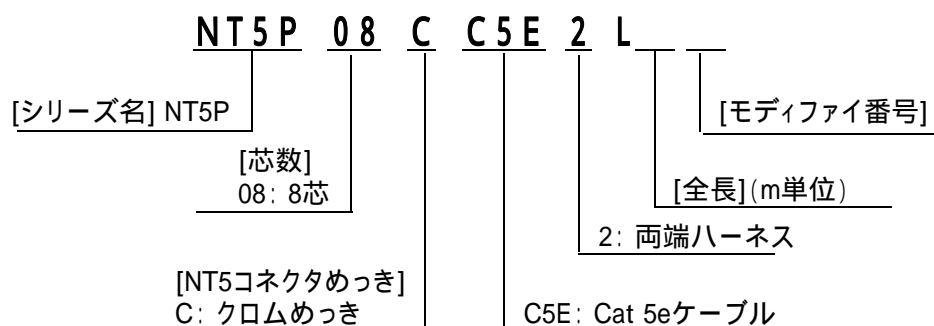 NT5P 08 C C5E 2 L
[シリーズ名] NT5P
[モディファイ番号]
[芯数]
08: 8芯
[全長](m単位)
2: 両端ハーネス
[NT5コネクタめっき]
C: クロムめっき
C5E: Cat 5eケーブル